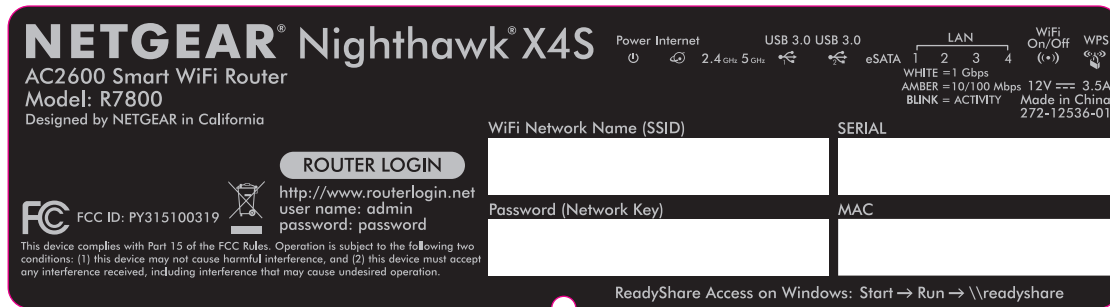 NETGEAR® Nighthawk® X4S
AC2600 Smart WiFi Router
Model: R7800
Designed by NETGEAR in California
Power Internet
2.4 GHz 5 GHz
USB 3.0 USB 3.0
1 2
eSATA
LAN
1 2 3 4
WiFi
On/Off
WPS
WHITE = 1 Gbps
AMBER = 10/100 Mbps
BLINK = ACTIVITY
12V 3.5A
Made in China
272-12536-01
ROUTER LOGIN
http://www.routerlogin.net
user name: admin
password: password
FC FCC ID: PY315100319
This device complies with Part 15 of the FCC Rules. Operation is subject to the following two
conditions: (1) this device may not cause harmful interference, and (2) this device must accept
any interference received, including interference that may cause undesired operation.
WiFi Network Name (SSID)
SERIAL
Password (Network Key)
MAC
ReadyShare Access on Windows: Start → Run → \\readyshare